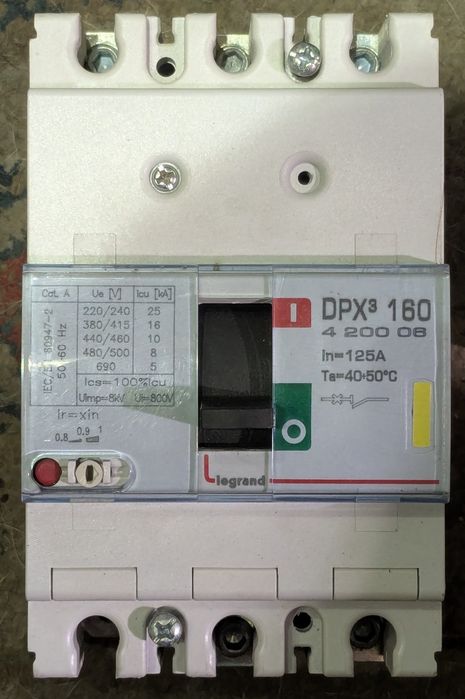 Cat. A Ue [V] Icu [kA]
IEC/EN 60947-2
50-60 Hz
220/240 25
380/415 16
440/460 10
480/500 8
690 5
Ics=100%Icu
Uimp=8kV Ui=800V
Ir=xIn
0.8 0.9 1
I
O
DPX³ 160
4 200 06
In=125A
Ta=40÷50°C
legrand